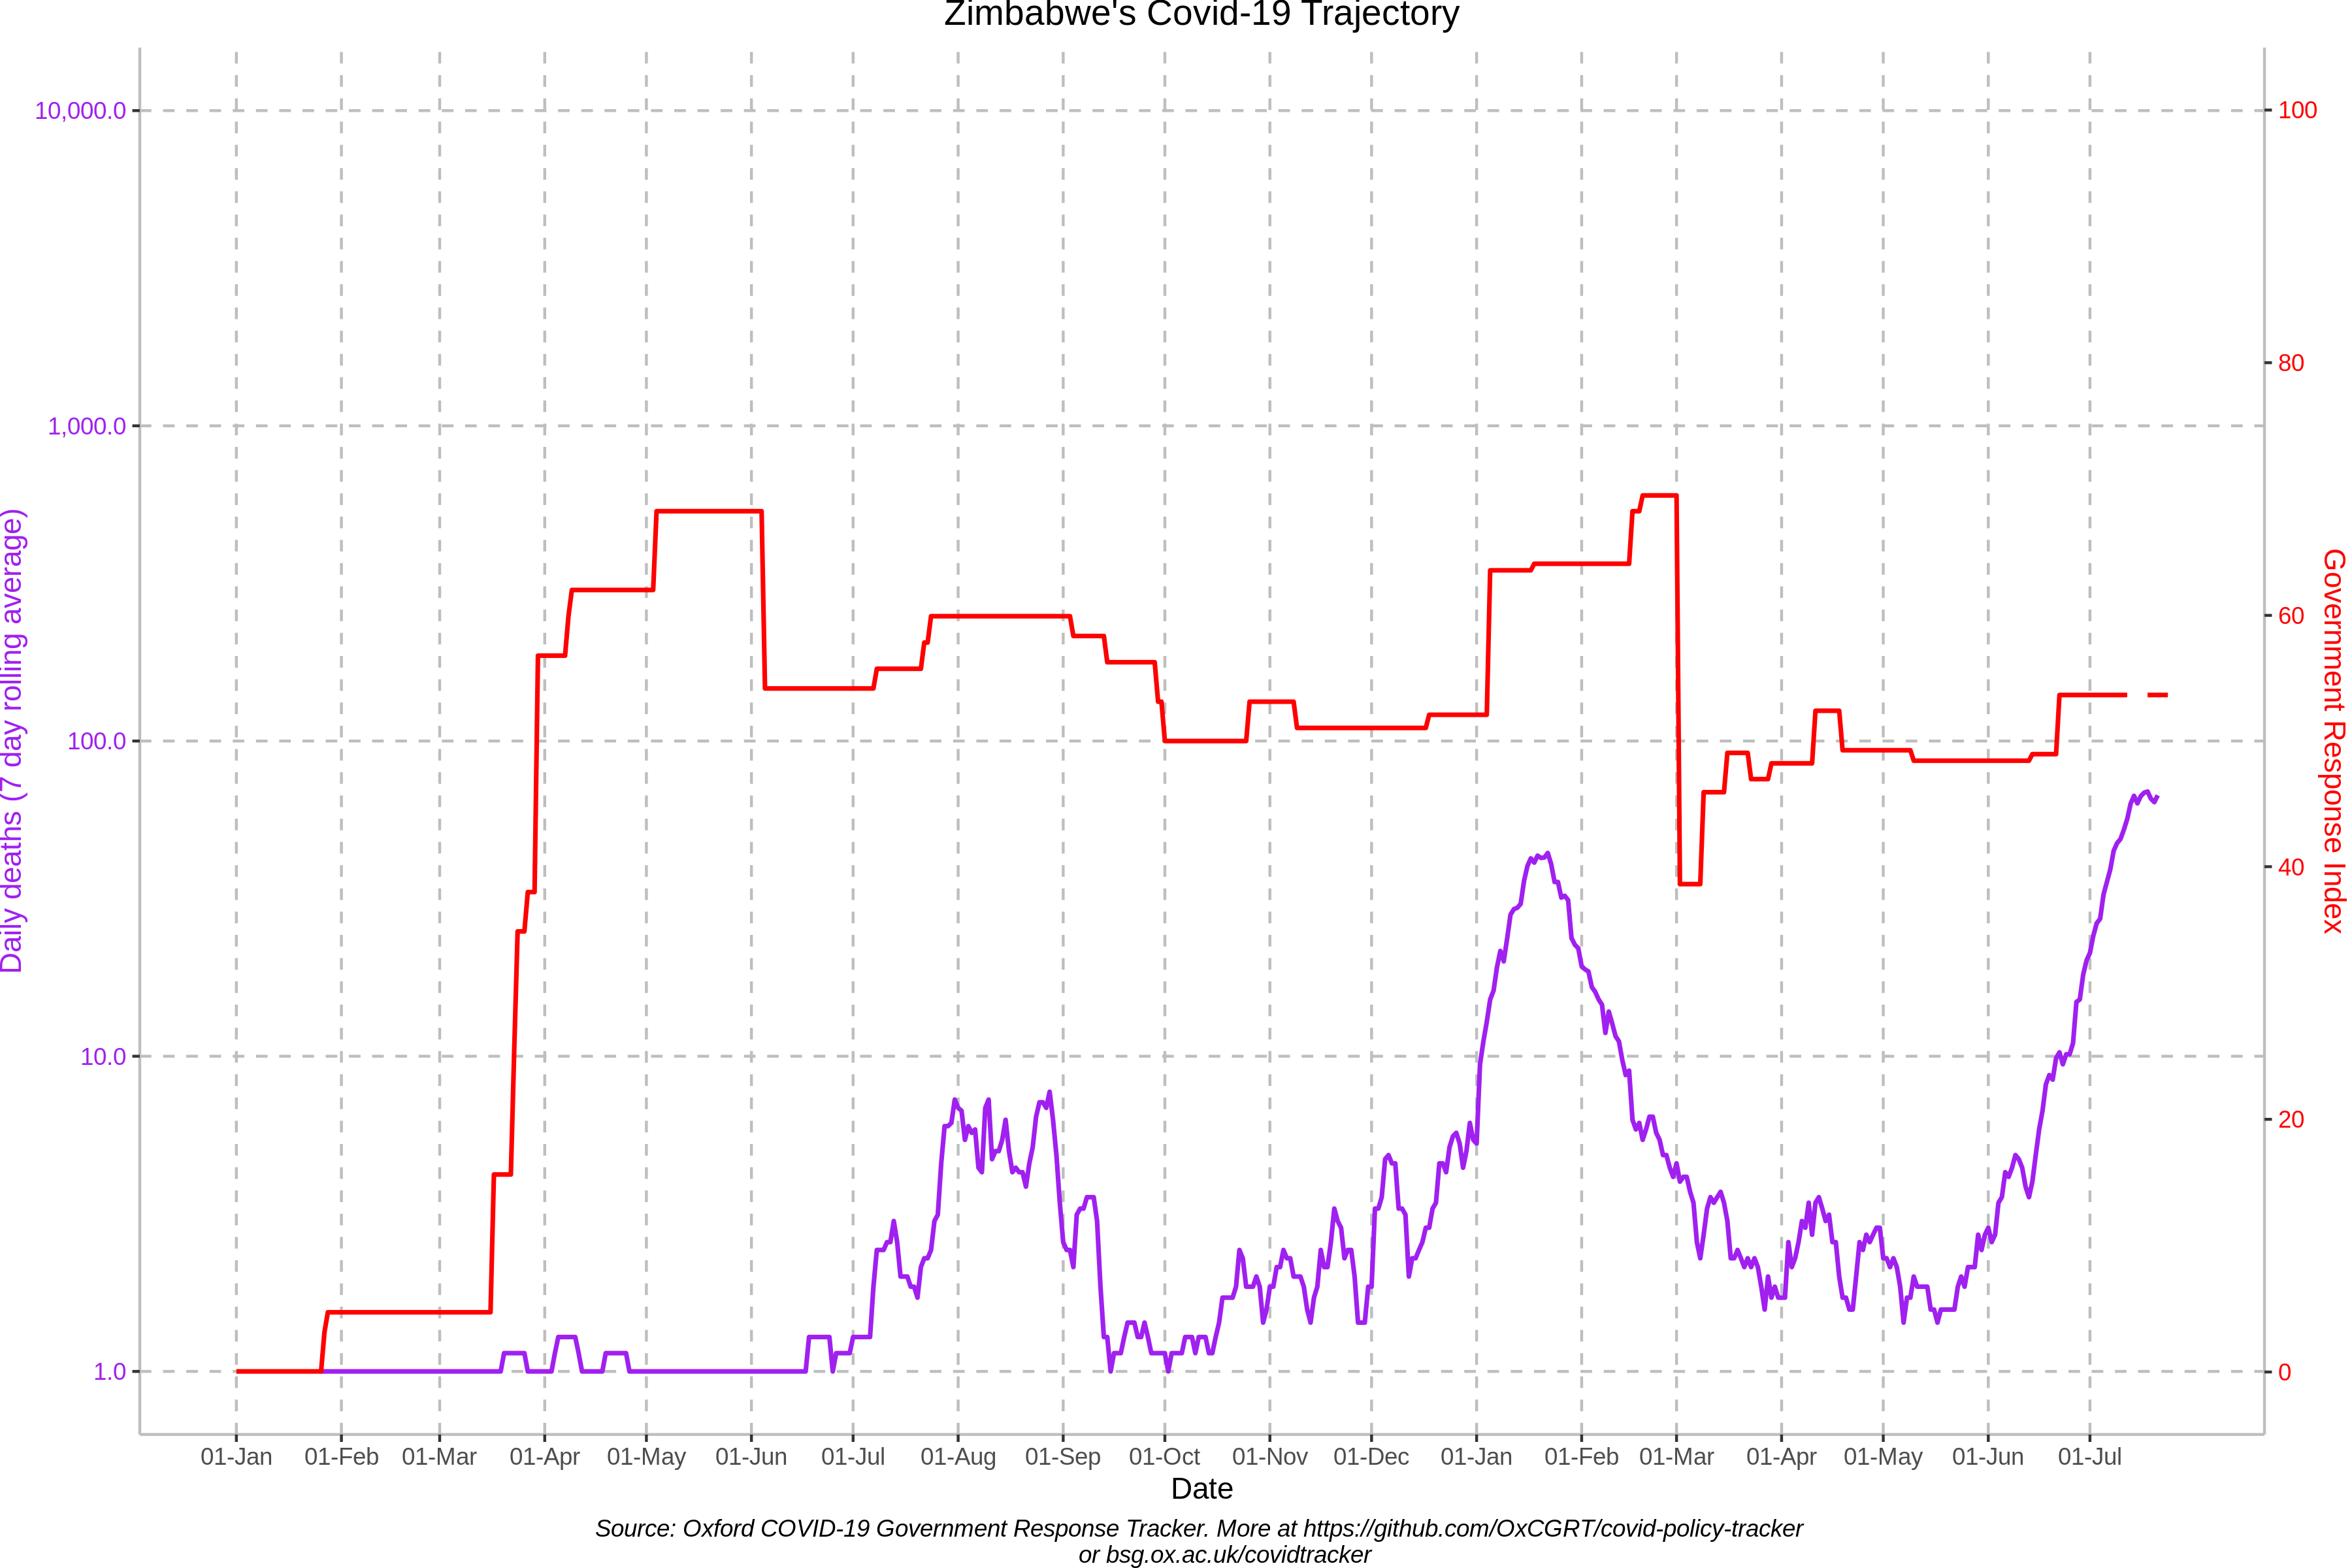 Zimbabwe's Covid-19 Trajectory
Daily deaths (7 day rolling average)
10,000.0
1,000.0
100.0
10.0
1.0
100
80
60
40
20
0
Government Response Index
01-Jan 01-Feb 01-Mar 01-Apr 01-May 01-Jun 01-Jul 01-Aug 01-Sep 01-Oct 01-Nov 01-Dec 01-Jan 01-Feb 01-Mar 01-Apr 01-May 01-Jun 01-Jul
Date
Source: Oxford COVID-19 Government Response Tracker. More at https://github.com/OxCGRT/covid-policy-tracker
or bsg.ox.ac.uk/covidtracker